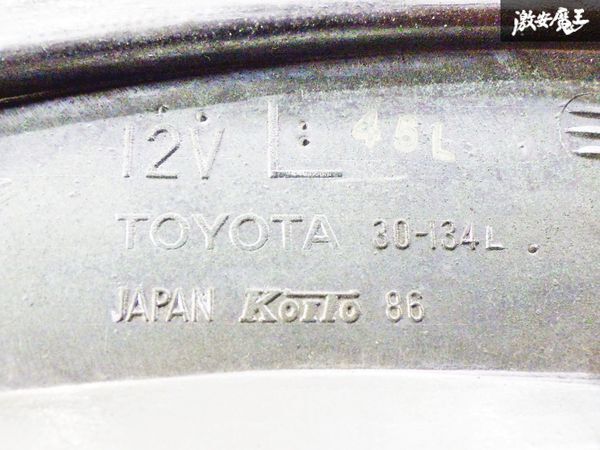 激安魔王
12V L 45L
TOYOTA 30-134L
JAPAN KOITO 86